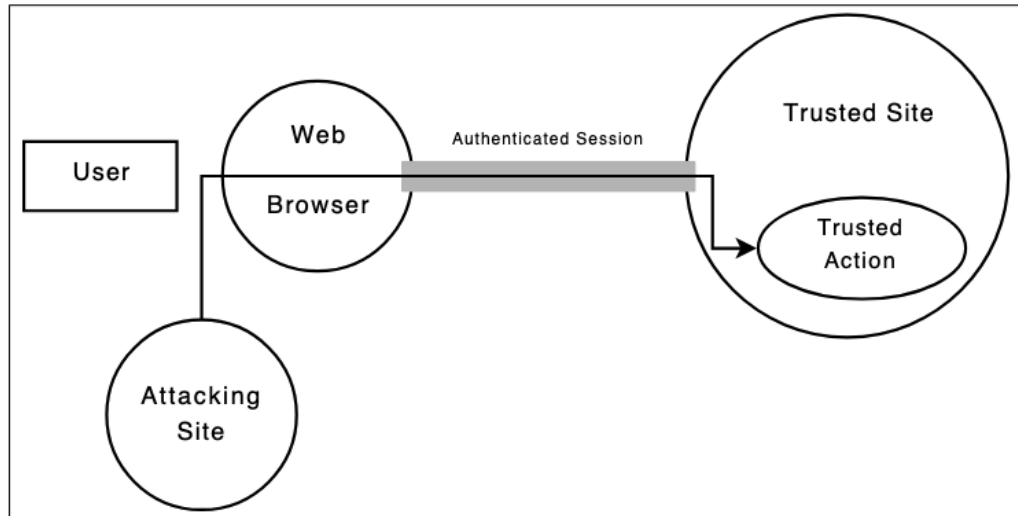 User
Web
Browser
Authenticated Session
Trusted Site
Trusted
Action
Attacking
Site